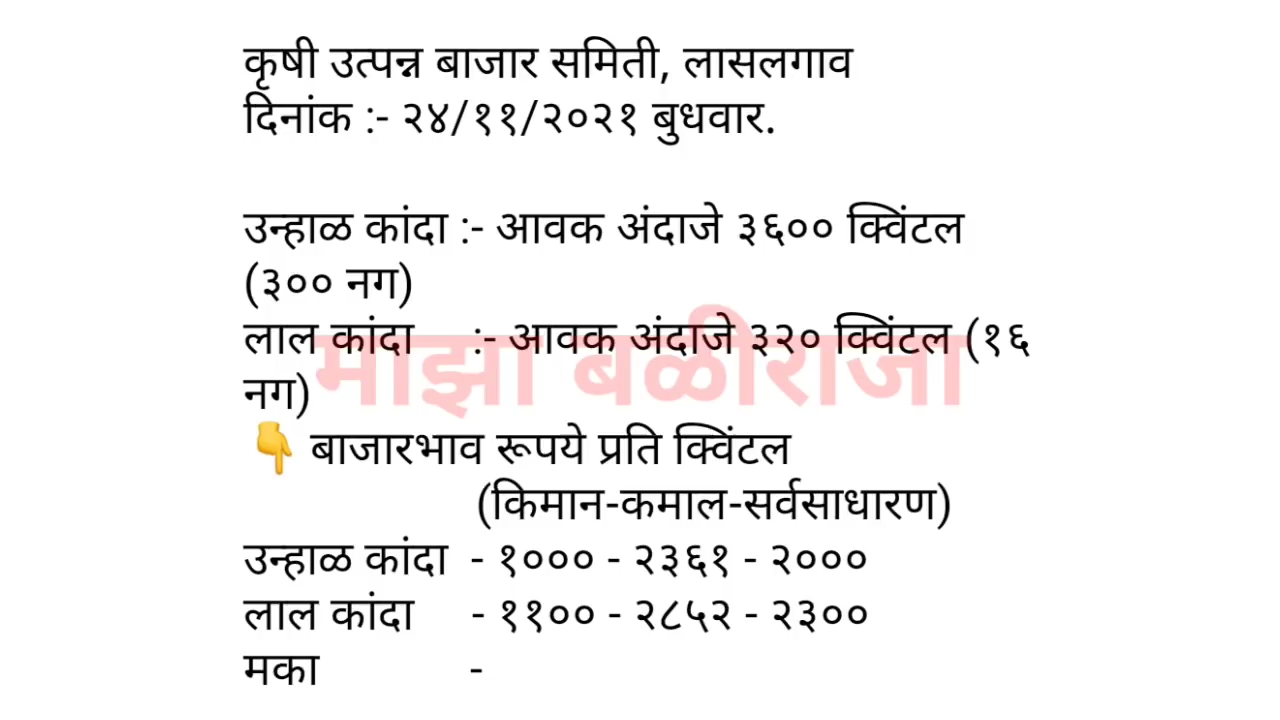 कृषी उत्पन्न बाजार समिती, लासलगाव
दिनांक :- २४/११/२०२१ बुधवार.
उन्हाळ कांदा :- आवक अंदाजे ३६०० क्विंटल
(३०० नग)
लाल कांदा :- आवक अंदाजे ३२० क्विंटल (१६
नग)
माझा बळीराजा
👇 बाजारभाव रूपये प्रति क्विंटल
(किमान-कमाल-सर्वसाधारण)
उन्हाळ कांदा - १००० - २३६१ - २०००
लाल कांदा - ११०० - २८५२ - २३००
मका -